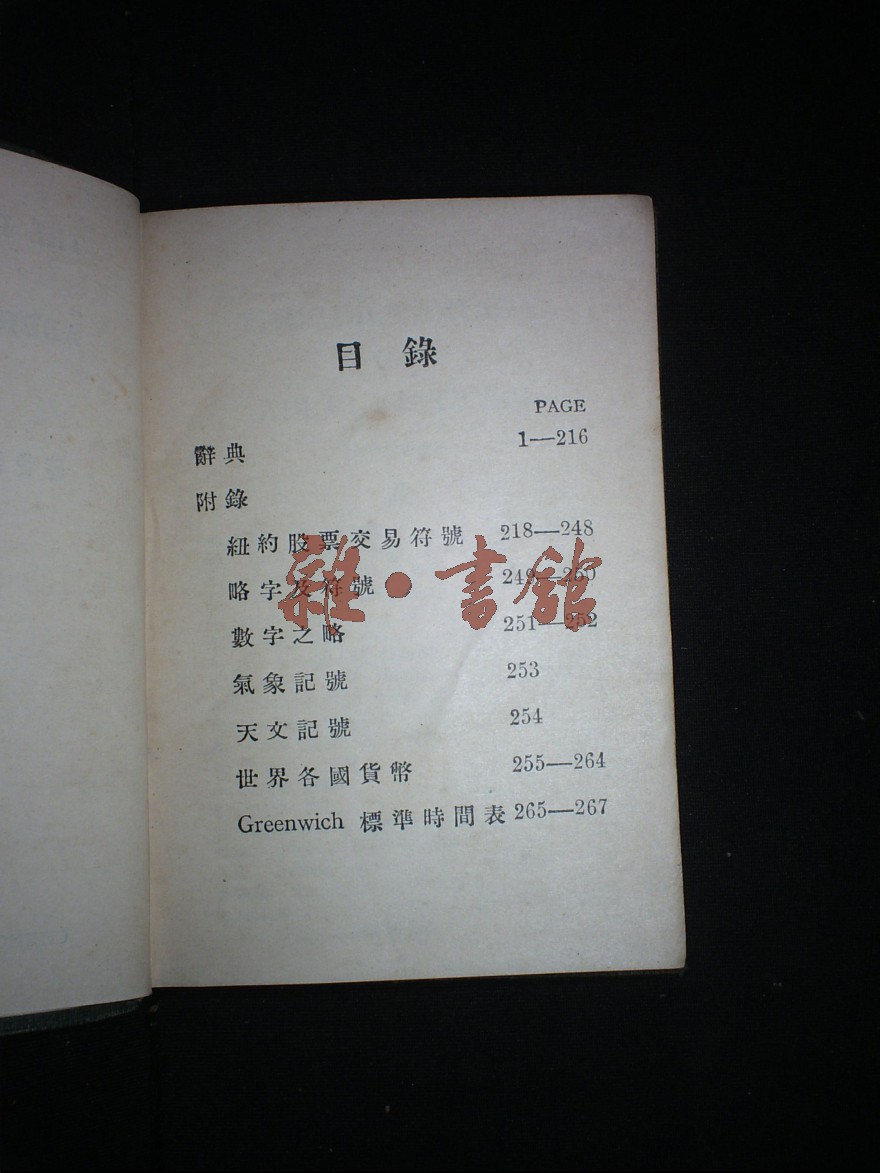 目錄
PAGE
辭典 1—216
附錄
紐約股票交易符號 218—248
略字及符號 249—250
數字之略 251—252
氣象記號 253
天文記號 254
世界各國貨幣 255—264
Greenwich 標準時間表 265—267
雜·書館